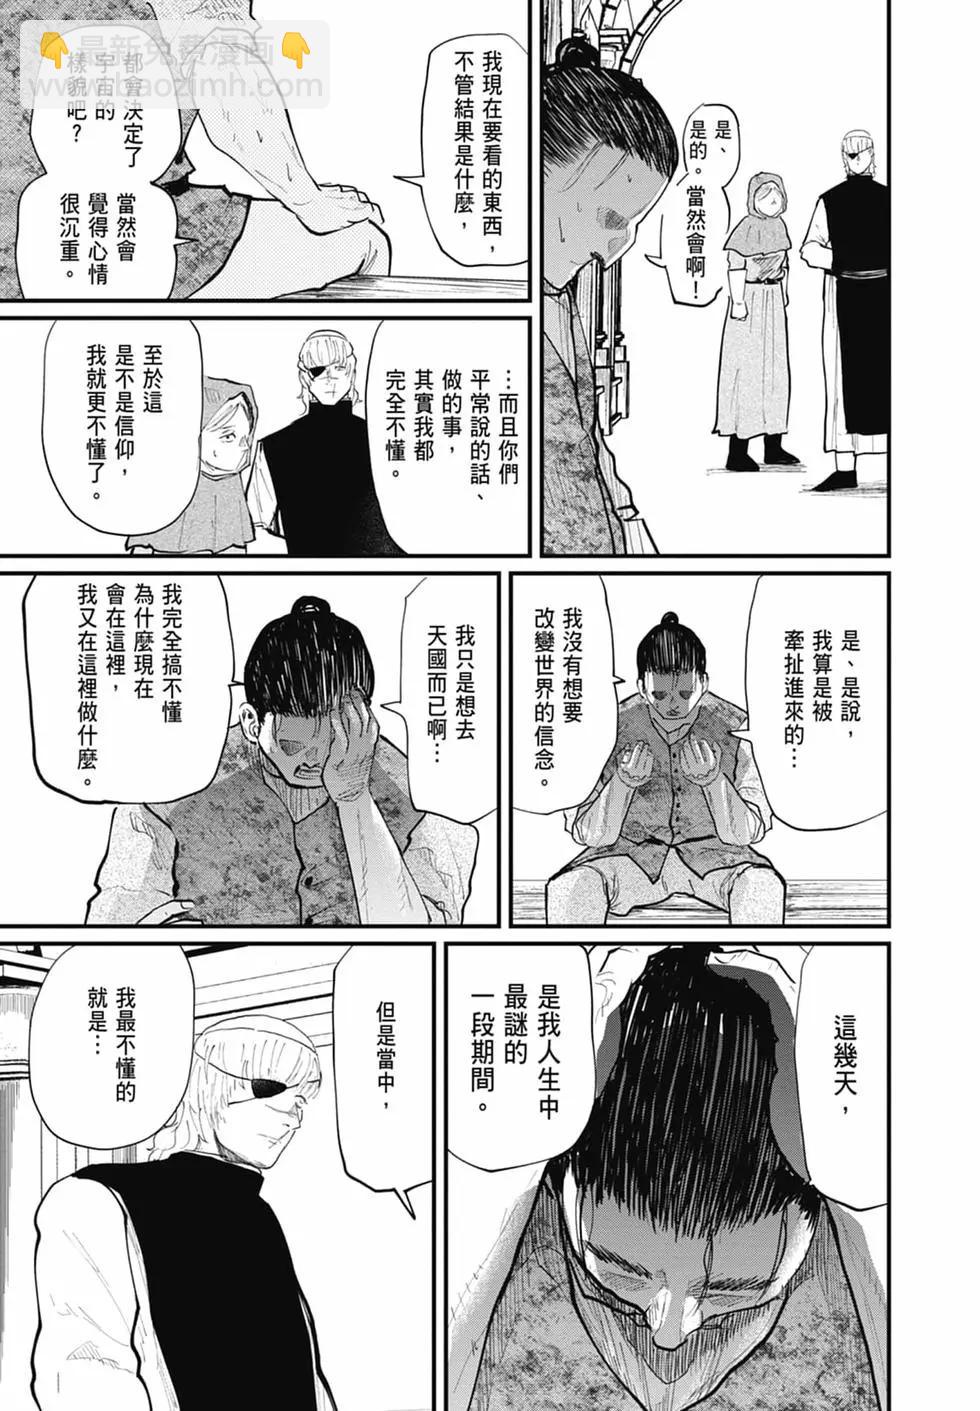 最新免費漫畫
baozimh.com
是、
是的。
當然會啊！
我現在要看的東西，
不管結果是什麼，
都會決定了
宇宙的
樣貌吧？
當然會
覺得心情
很沉重。
…而且你們
平常說的話、
做的事，
其實我都
完全不懂。
至於這
是不是信仰，
我就更不懂了。
是、是說，
我算是被
牽扯進來的…
我沒有想要
改變世界的信念。
我只是想去
天國而已啊…
我完全搞不懂
為什麼現在
會在這裡，
我又在這裡做什麼。
這幾天，
是我人生中
最謎的
一段期間。
但是當中，
我最不懂的
就是…